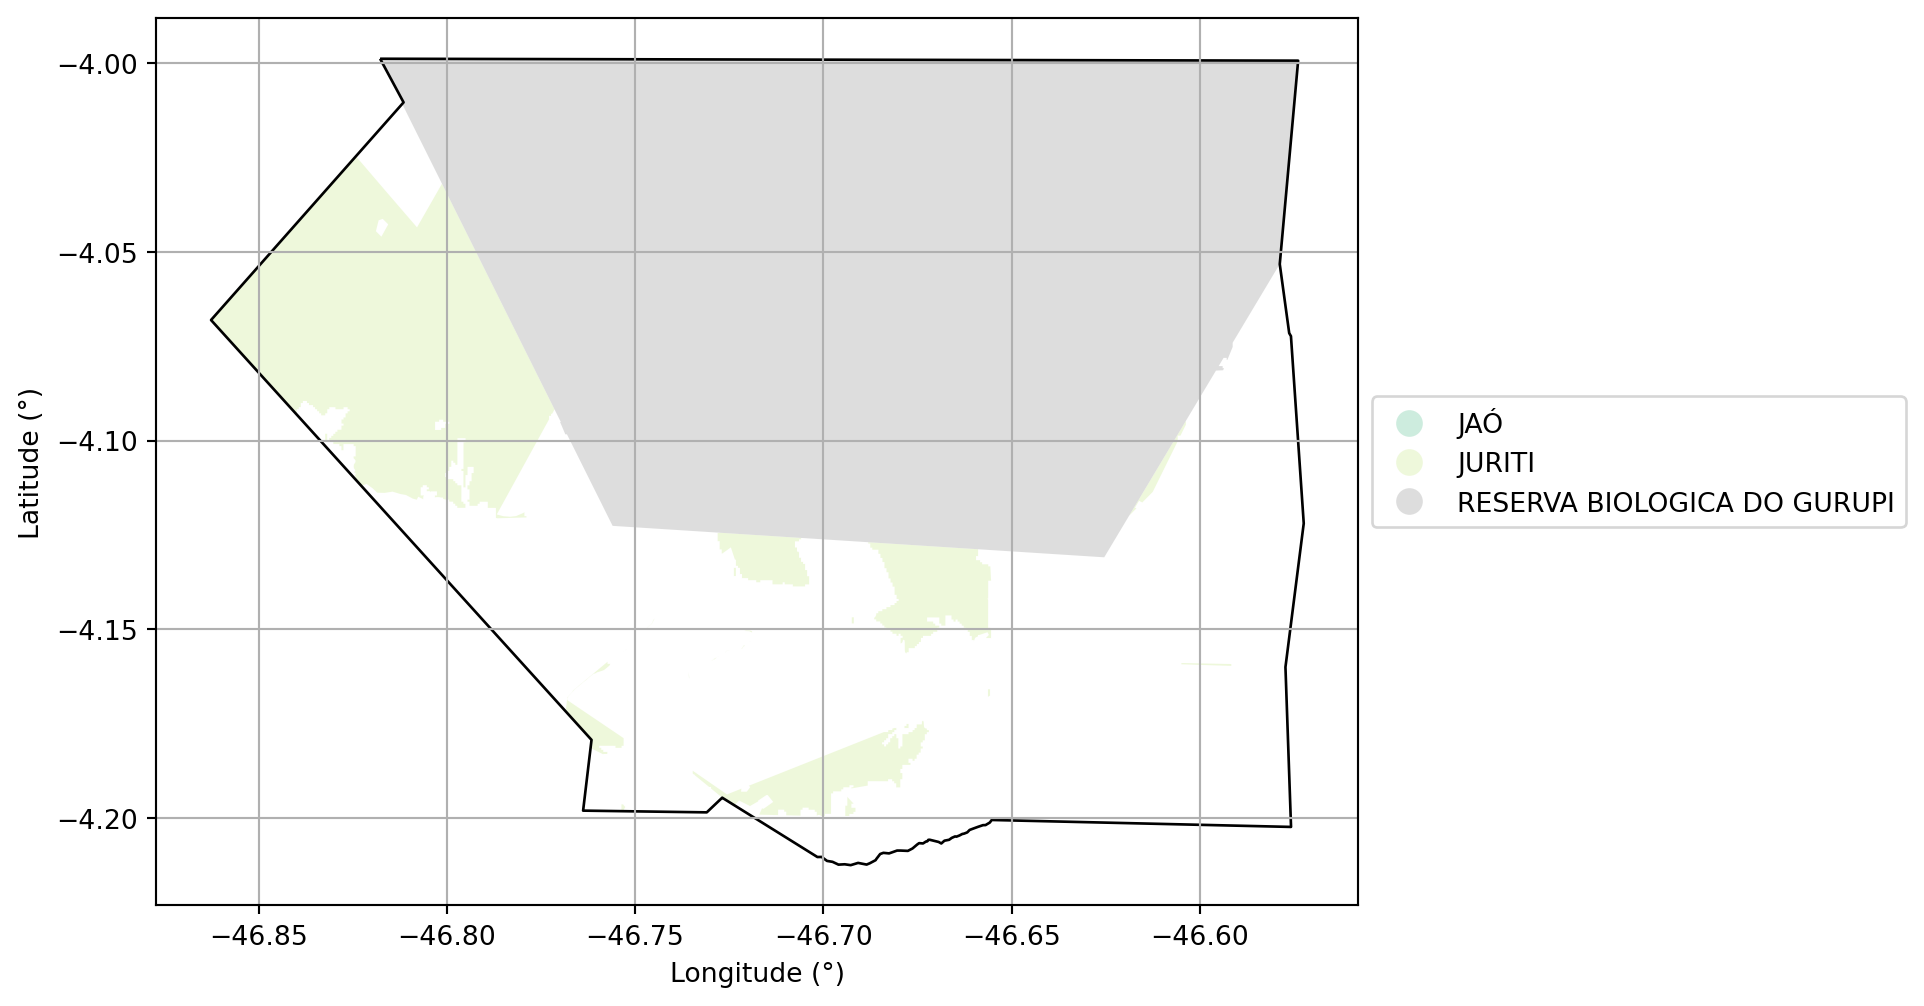 −4.00
−4.05
−4.10
−4.15
−4.20
Latitude (°)
−46.85
−46.80
−46.75
−46.70
−46.65
−46.60
Longitude (°)
JAÓ
JURITI
RESERVA BIOLOGICA DO GURUPI